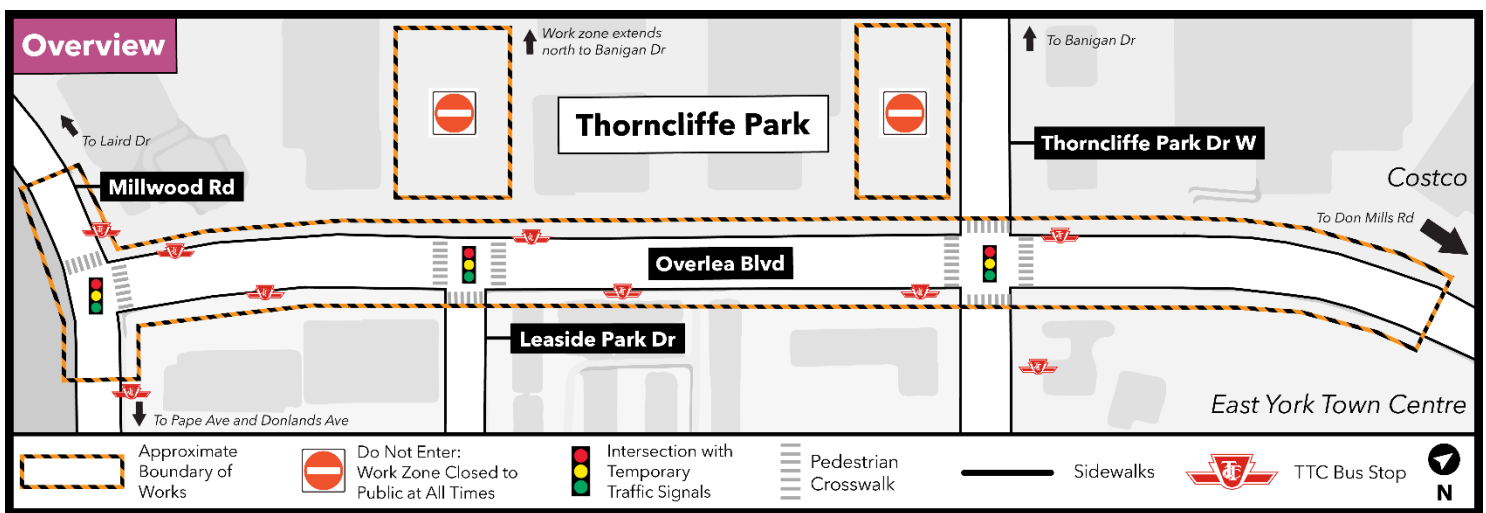 Overview
Work zone extends
north to Banigan Dr
To Banigan Dr
Thorncliffe Park
To Laird Dr
Thorncliffe Park Dr W
Millwood Rd
Costco
To Don Mills Rd
Overlea Blvd
Leaside Park Dr
East York Town Centre
To Pape Ave and Donlands Ave
Approximate
Boundary of
Works
Do Not Enter:
Work Zone Closed to
Public at All Times
Intersection with
Temporary
Traffic Signals
Pedestrian
Crosswalk
Sidewalks
TTC
TTC Bus Stop
N